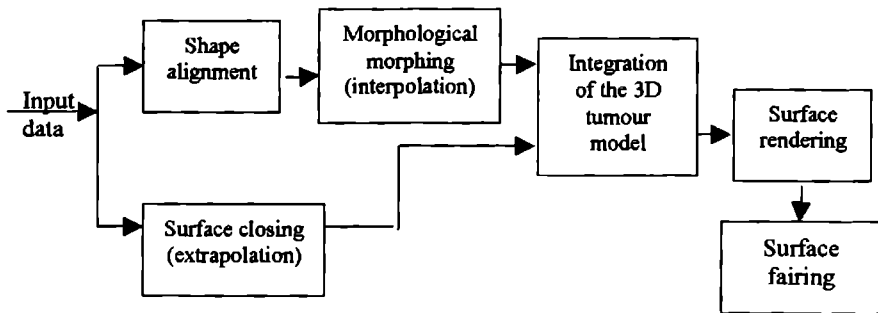 Input
data
Shape
alignment
Morphological
morphing
(interpolation)
Surface closing
(extrapolation)
Integration
of the 3D
tumour
model
Surface
rendering
Surface
fairing